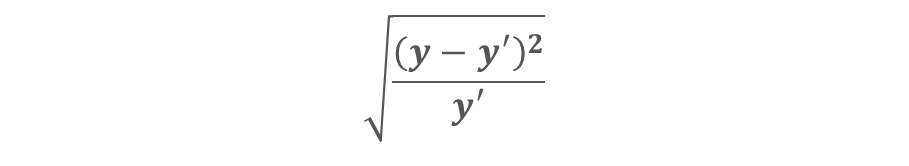 √((y − y′)² / y′)